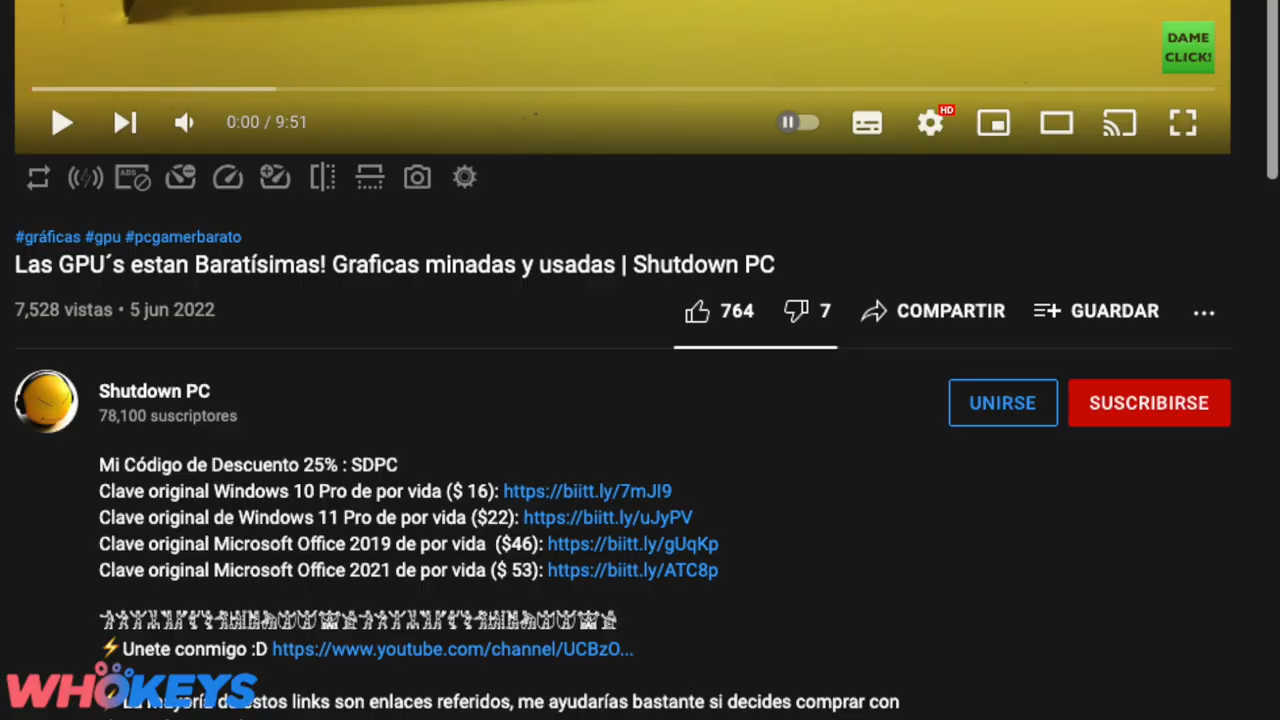 DAME
CLICK!
0:00 / 9:51
HD
ADS
#gráficas #gpu #pcgamerbarato
Las GPU´s estan Baratísimas! Graficas minadas y usadas | Shutdown PC
7,528 vistas • 5 jun 2022
764
7
COMPARTIR
GUARDAR
Shutdown PC
78,100 suscriptores
UNIRSE
SUSCRIBIRSE
Mi Código de Descuento 25% : SDPC
Clave original Windows 10 Pro de por vida ($ 16): https://biitt.ly/7mJI9
Clave original de Windows 11 Pro de por vida ($22): https://biitt.ly/uJyPV
Clave original Microsoft Office 2019 de por vida ($46): https://biitt.ly/gUqKp
Clave original Microsoft Office 2021 de por vida ($ 53): https://biitt.ly/ATC8p
⚡Unete conmigo :D https://www.youtube.com/channel/UCBzO...
WHOKEYS
La mayoría de estos links son enlaces referidos, me ayudarías bastante si decides comprar con